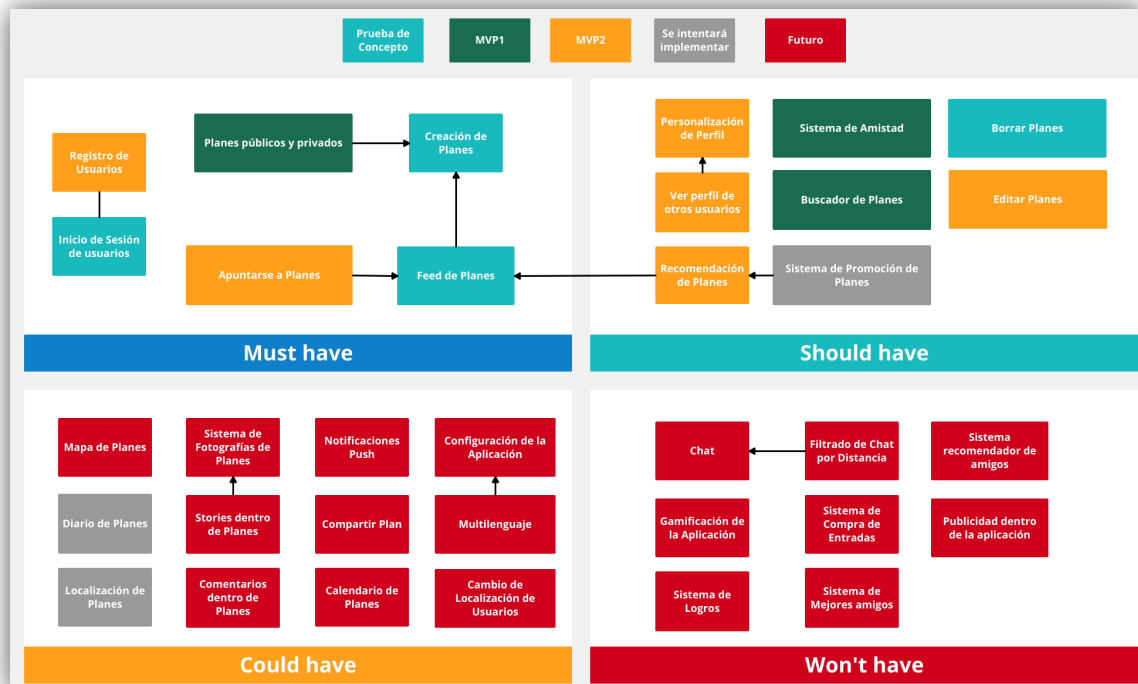 Prueba de
Concepto
MVP1
MVP2
Se intentará
implementar
Futuro
Registro de
Usuarios
Inicio de Sesión
de usuarios
Planes públicos y privados
Creación de
Planes
Apuntarse a Planes
Feed de Planes
Must have
Personalización
de Perfil
Sistema de Amistad
Borrar Planes
Ver perfil de
otros usuarios
Buscador de Planes
Editar Planes
Recomendación
de Planes
Sistema de Promoción de
Planes
Should have
Mapa de Planes
Sistema de
Fotografías de
Planes
Notificaciones
Push
Configuración de la
Aplicación
Diario de Planes
Stories dentro de
Planes
Compartir Plan
Multilenguaje
Localización de
Planes
Comentarios
dentro de
Planes
Calendario de
Planes
Cambio de
Localización de
Usuarios
Could have
Chat
Filtrado de Chat
por Distancia
Sistema
recomendador de
amigos
Gamificación de
la Aplicación
Sistema de
Compra de
Entradas
Publicidad dentro
de la aplicación
Sistema de
Logros
Sistema de
Mejores amigos
Won't have